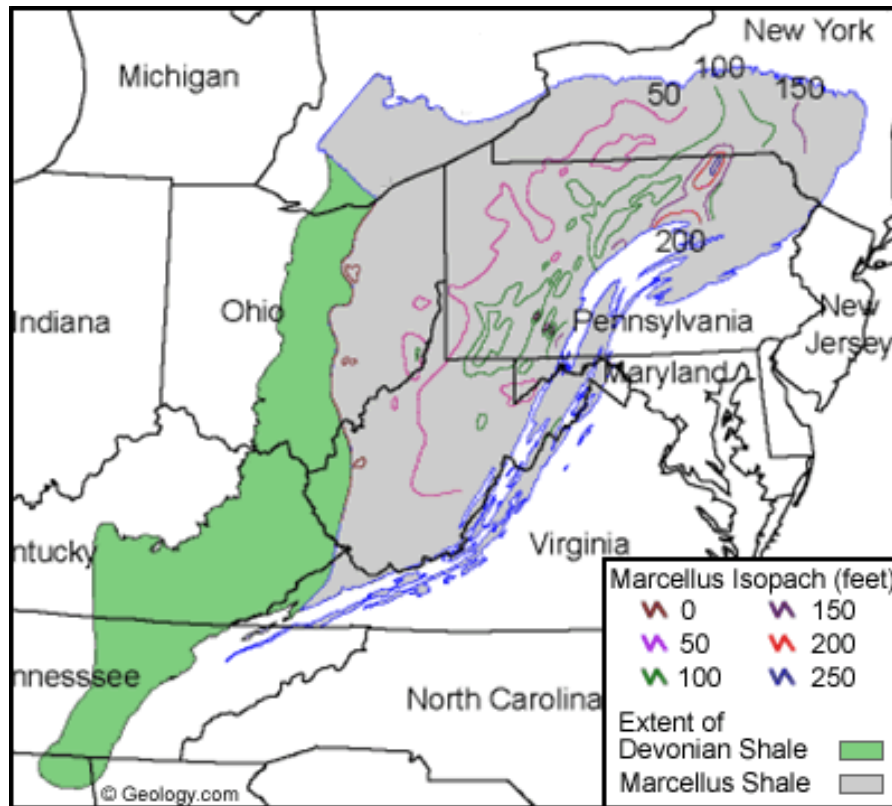 New York
Michigan
100
50
150
200
Ohio
Indiana
Pennsylvania
New
Jersey
Maryland
ntucky
Virginia
nnesssee
North Carolina
Marcellus Isopach (feet)
0
150
50
200
100
250
Extent of
Devonian Shale
Marcellus Shale
© Geology.com